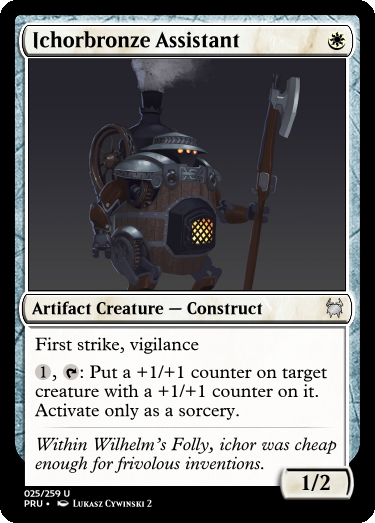 Ichorbronze Assistant
Artifact Creature — Construct
First strike, vigilance
1, : Put a +1/+1 counter on target
creature with a +1/+1 counter on it.
Activate only as a sorcery.
Within Wilhelm's Folly, ichor was cheap
enough for frivolous inventions.
1/2
025/259 U
PRU • Lukasz Cywinski 2